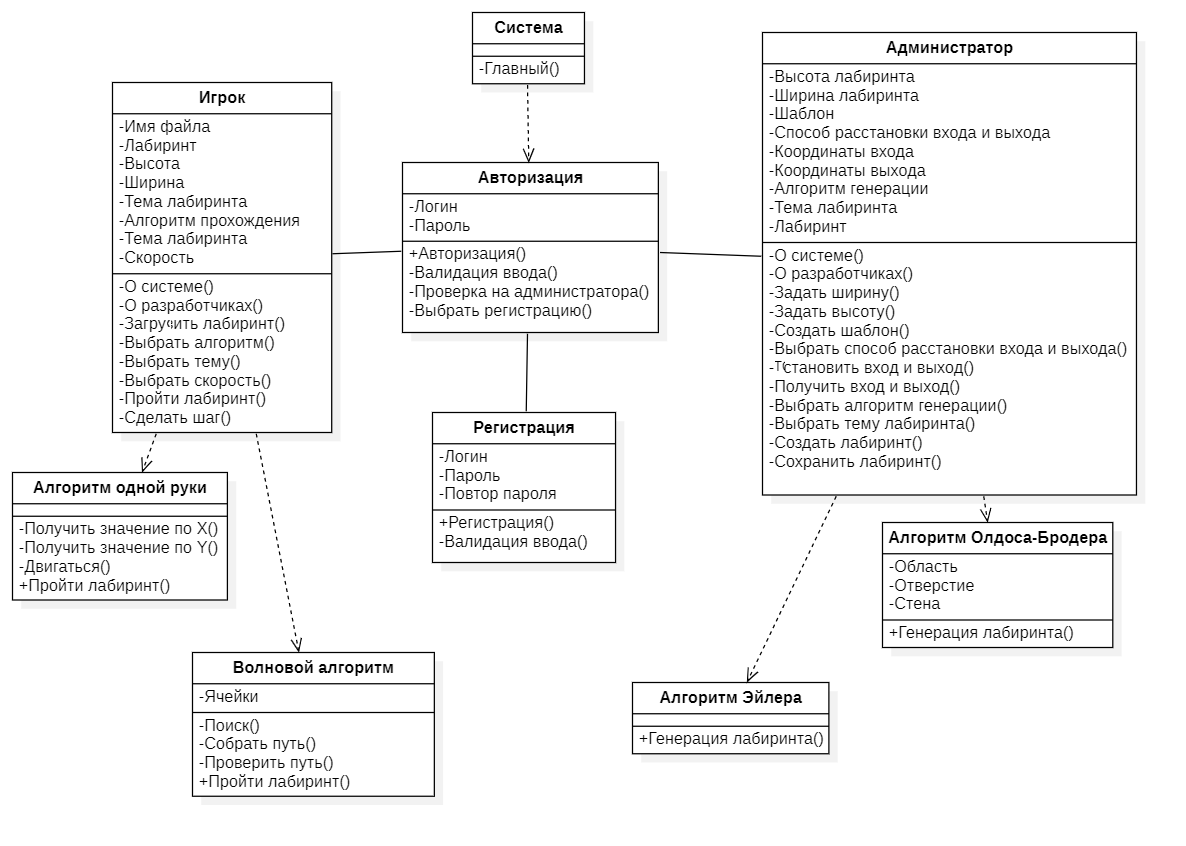 Система
-Главный()
Игрок
-Имя файла
-Лабиринт
-Высота
-Ширина
-Тема лабиринта
-Алгоритм прохождения
-Тема лабиринта
-Скорость
-О системе()
-О разработчиках()
-Загрузить лабиринт()
-Выбрать алгоритм()
-Выбрать тему()
-Выбрать скорость()
-Пройти лабиринт()
-Сделать шаг()
Авторизация
-Логин
-Пароль
+Авторизация()
-Валидация ввода()
-Проверка на администратора()
-Выбрать регистрацию()
Администратор
-Высота лабиринта
-Ширина лабиринта
-Шаблон
-Способ расстановки входа и выхода
-Координаты входа
-Координаты выхода
-Алгоритм генерации
-Тема лабиринта
-Лабиринт
-О системе()
-О разработчиках()
-Задать ширину()
-Задать высоту()
-Создать шаблон()
-Выбрать способ расстановки входа и выхода()
вход и выход()
-Получить вход и выход()
-Выбрать алгоритм генерации()
-Выбрать тему лабиринта()
-Создать лабиринт()
-Сохранить лабиринт()
Регистрация
-Логин
-Пароль
-Повтор пароля
+Регистрация()
-Валидация ввода()
Алгоритм одной руки
-Получить значение по X()
-Получить значение по Y()
-Двигаться()
+Пройти лабиринт()
Алгоритм Олдоса-Бродера
-Область
-Отверстие
-Стена
+Генерация лабиринта()
Волновой алгоритм
-Ячейки
-Поиск()
-Собрать путь()
-Проверить путь()
+Пройти лабиринт()
Алгоритм Эйлера
+Генерация лабиринта()